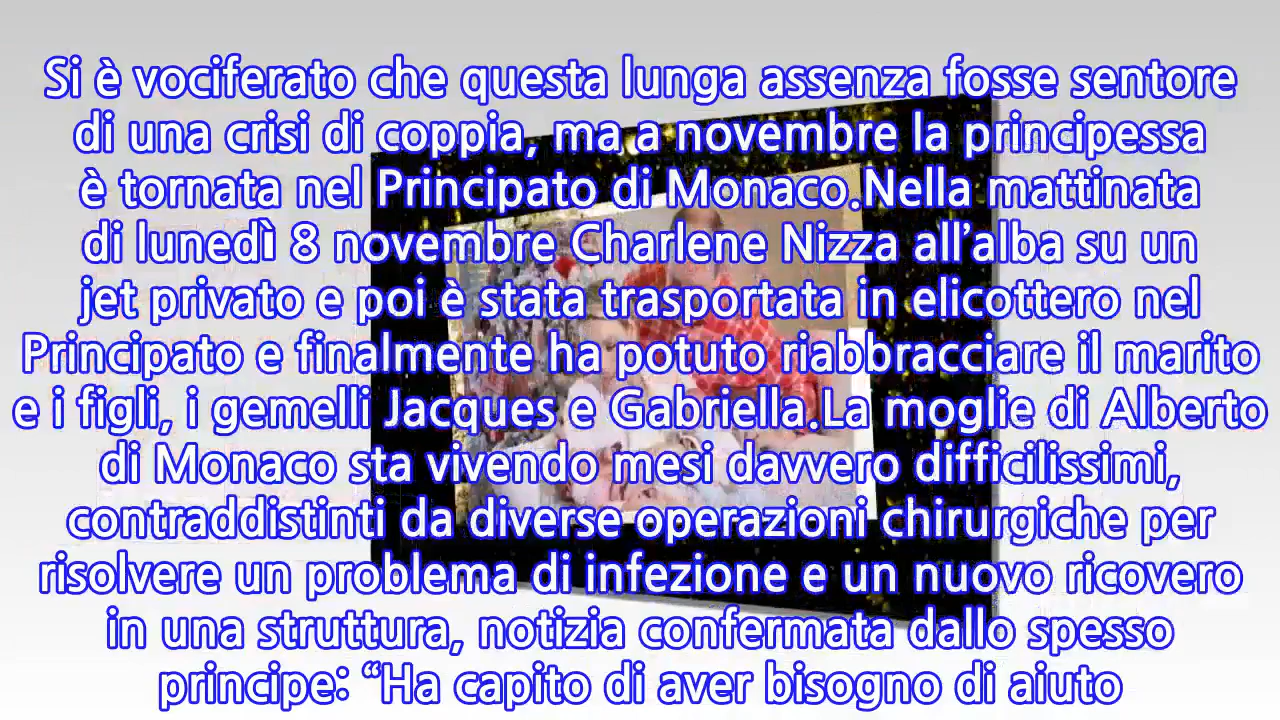 Si è vociferato che questa lunga assenza fosse sentore
di una crisi di coppia, ma a novembre la principessa
è tornata nel Principato di Monaco.Nella mattinata
di lunedì 8 novembre Charlene Nizza all’alba su un
jet privato e poi è stata trasportata in elicottero nel
Principato e finalmente ha potuto riabbracciare il marito
e i figli, i gemelli Jacques e Gabriella.La moglie di Alberto
di Monaco sta vivendo mesi davvero difficilissimi,
contraddistinti da diverse operazioni chirurgiche per
risolvere un problema di infezione e un nuovo ricovero
in una struttura, notizia confermata dallo spesso
principe: “Ha capito di aver bisogno di aiuto